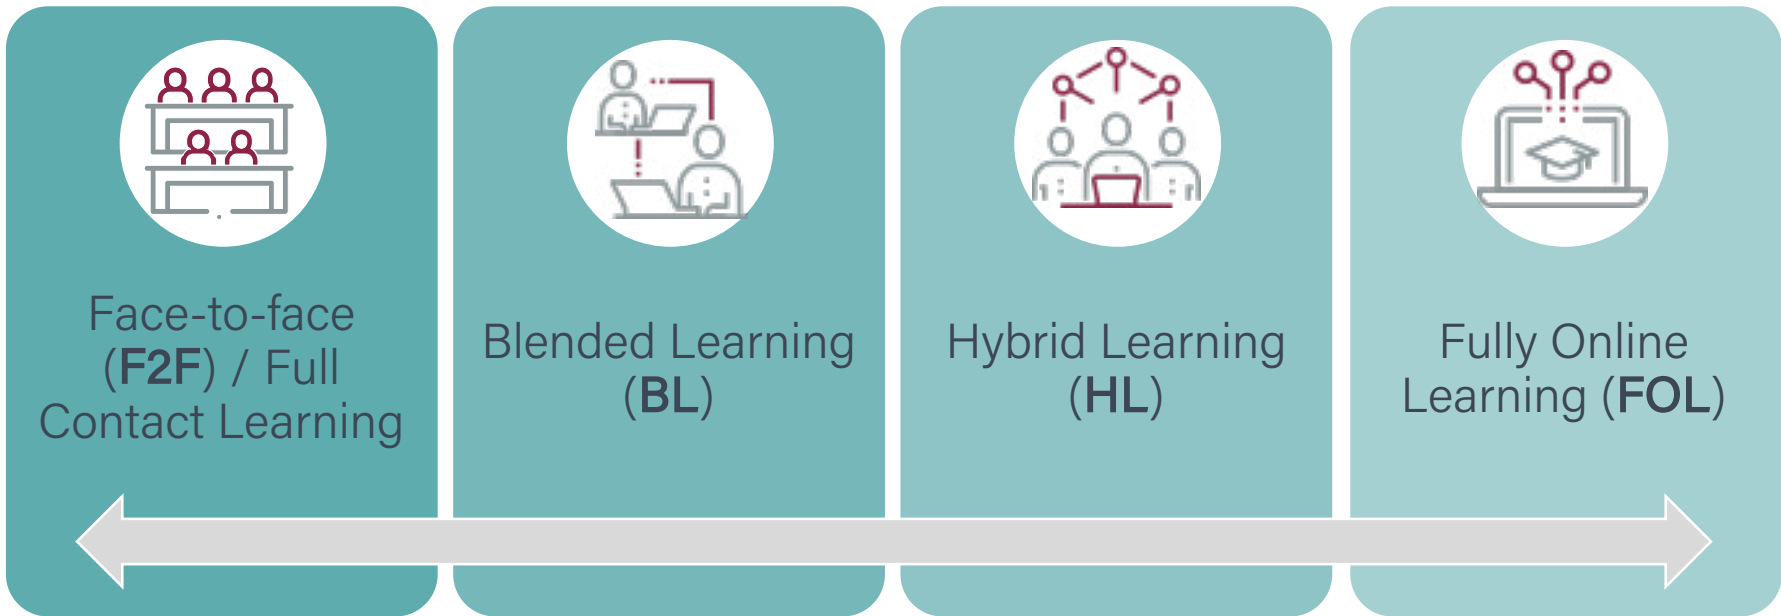 Face-to-face
(F2F) / Full
Contact Learning
Blended Learning
(BL)
Hybrid Learning
(HL)
Fully Online
Learning (FOL)